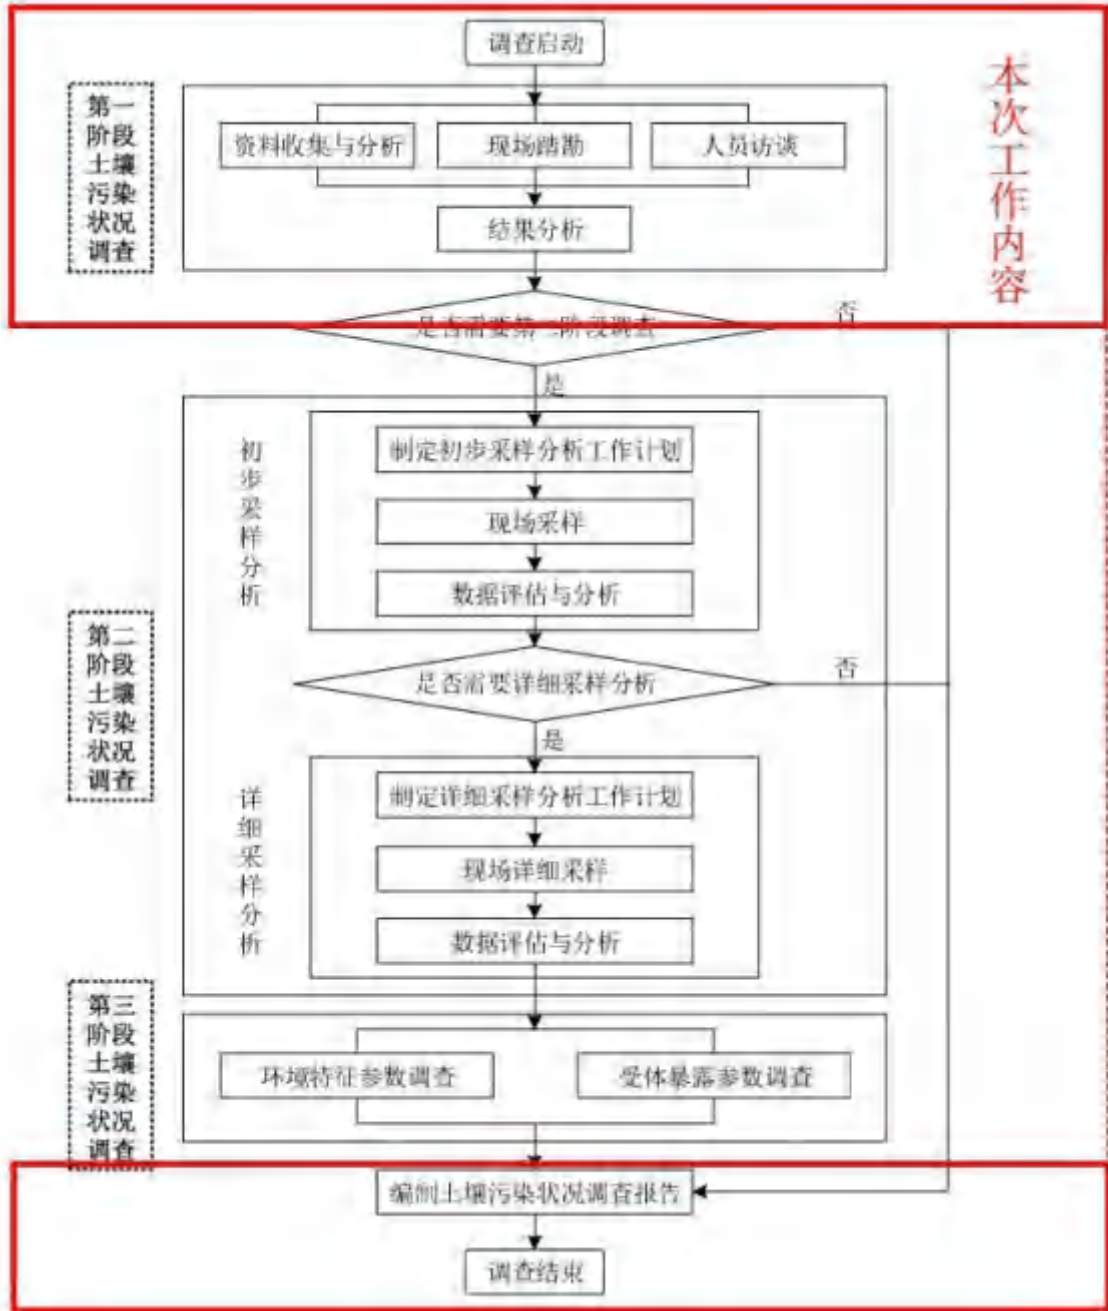 调查启动
本次工作内容
第一
阶段
土壤
污染
状况
调查
资料收集与分析
现场踏勘
人员访谈
结果分析
是否需要第二阶段调查
否
是
初步采样分析
制定初步采样分析工作计划
现场采样
数据评估与分析
第二
阶段
土壤
污染
状况
调查
是否需要详细采样分析
否
是
详细采样分析
制定详细采样分析工作计划
现场详细采样
数据评估与分析
第三
阶段
土壤
污染
状况
调查
环境特征参数调查
受体暴露参数调查
编制土壤污染状况调查报告
调查结束